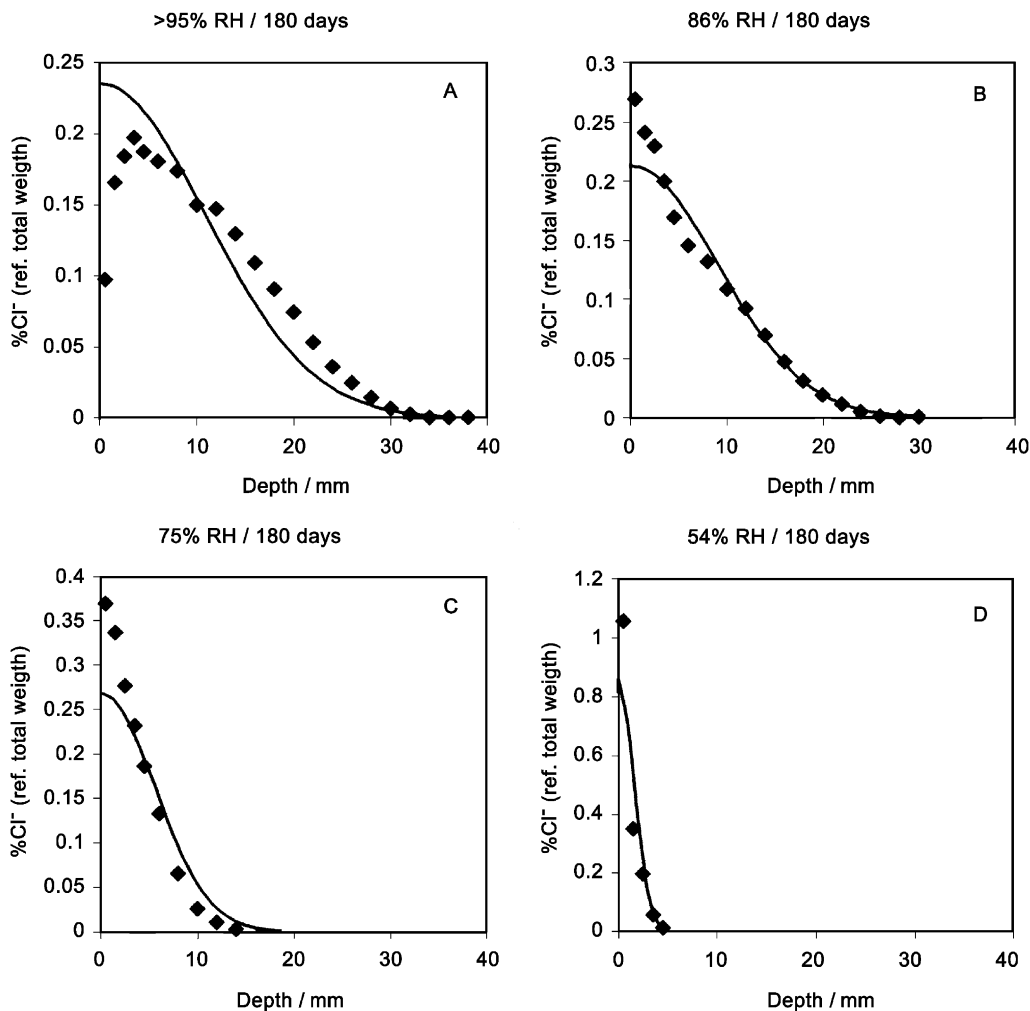 >95% RH / 180 days
A
0.25
0.2
0.15
0.1
0.05
0
%Cl⁻ (ref. total weigth)
0 10 20 30 40
Depth / mm
86% RH / 180 days
B
0.3
0.25
0.2
0.15
0.1
0.05
0
%Cl⁻ (ref. total weigth)
0 10 20 30 40
Depth / mm
75% RH / 180 days
C
0.4
0.35
0.3
0.25
0.2
0.15
0.1
0.05
0
%Cl⁻ (ref. total weigth)
0 10 20 30 40
Depth / mm
54% RH / 180 days
D
1.2
1
0.8
0.6
0.4
0.2
0
%Cl⁻ (ref. total weigth)
0 10 20 30 40
Depth / mm